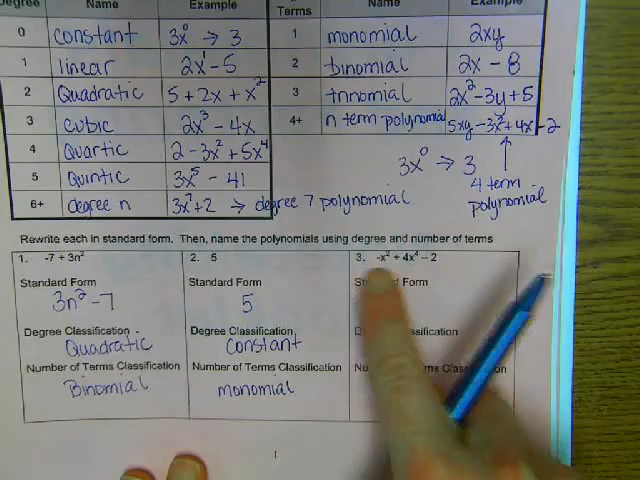 Degree Name Example
0 constant 3x⁰ → 3
1 linear 2x¹ - 5
2 Quadratic 5 + 2x + x²
3 cubic 2x³ - 4x
4 Quartic 2 - 3x² + 5x⁴
5 Quintic 3x⁵ - 41
6+ degree n 3x⁷ + 2 → degree 7 polynomial
Terms Name Example
1 monomial 2xy
2 binomial 2x - 8
3 trinomial 2x² - 3y + 5
4+ n term polynomial 5xy - 3x² + 4x - 2
3x⁰ → 3
4 term
polynomial
Rewrite each in standard form. Then, name the polynomials using degree and number of terms
1. -7 + 3n²
Standard Form
3n² - 7
Degree Classification
Quadratic
Number of Terms Classification
Binomial
2. 5
Standard Form
5
Degree Classification
Constant
Number of Terms Classification
monomial
3. -x² + 4x⁴ - 2
Form
1